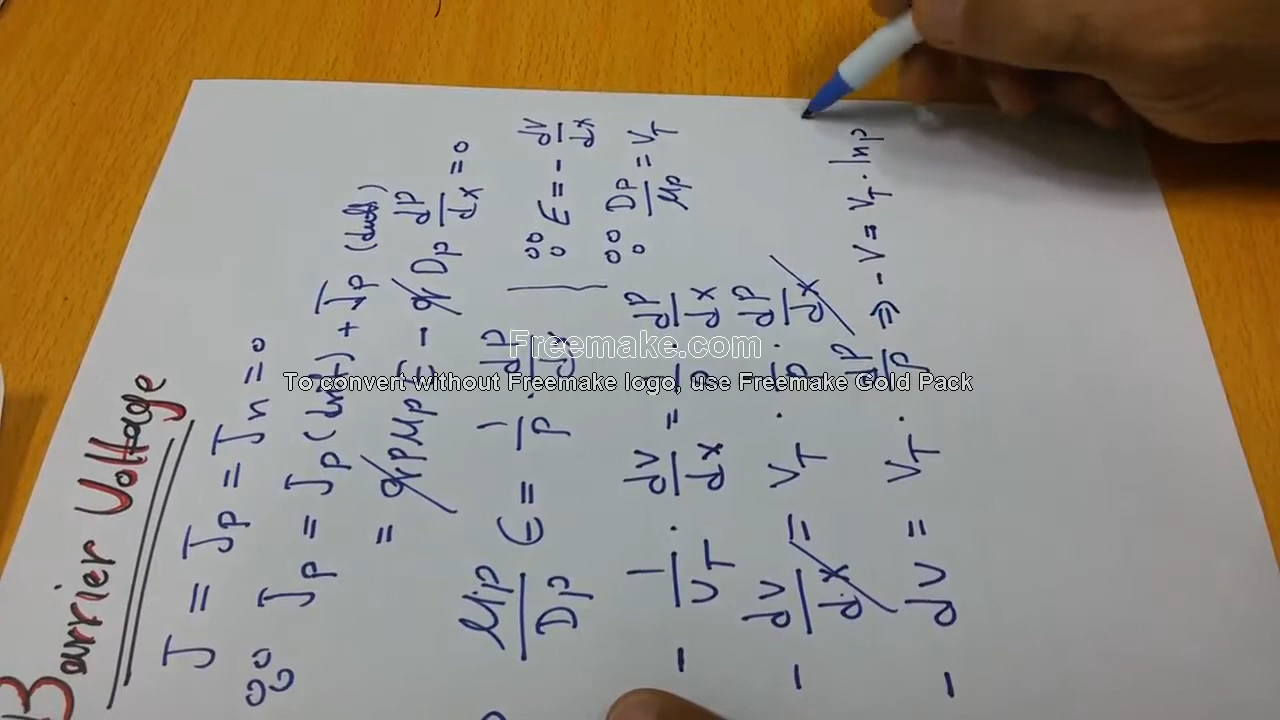 Barrier Voltage
J = Jp = Jn = 0
∵ Jp = Jp (drift) + Jp (diff)
= qpμp E - qDp dp/dx = 0
μp/Dp E = 1/p · dp/dx
∵ E = - dV/dx
∵ Dp/μp = VT
- 1/VT · dV/dx = 1/p · dp/dx
- dV/dx = VT · 1/p · dp/dx
- dV = VT · dp/p ⇒ - V = VT · ln p
Freemake.com
To convert without Freemake logo, use Freemake Gold Pack